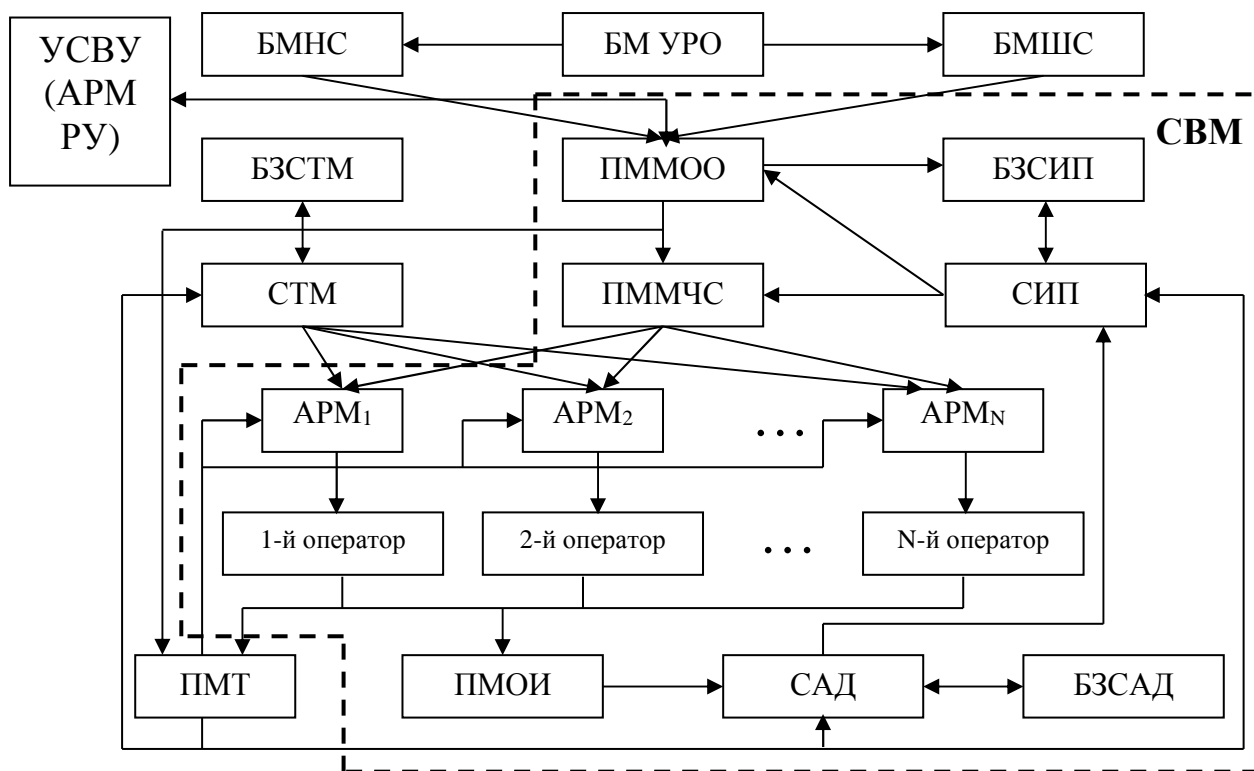 УСВУ
(АРМ
РУ)
БМНС
БМ УРО
БМШС
СВМ
БЗСТМ
ПММОО
БЗСИП
СТМ
ПММЧС
СИП
АРМ1
АРМ2
...
АРМN
1-й оператор
2-й оператор
...
N-й оператор
ПМТ
ПМОИ
САД
БЗСАД